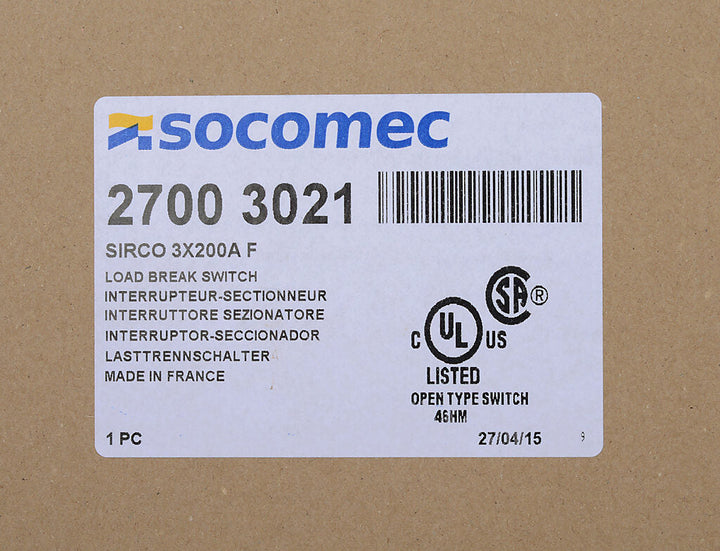 socomec
2700 3021
SIRCO 3X200A F
LOAD BREAK SWITCH
INTERRUPTEUR-SECTIONNEUR
INTERRUTTORE SEZIONATORE
INTERRUPTOR-SECCIONADOR
LASTTRENNSCHALTER
MADE IN FRANCE
SA ®
C UL US
LISTED
OPEN TYPE SWITCH
46HM
1 PC
27/04/15
9